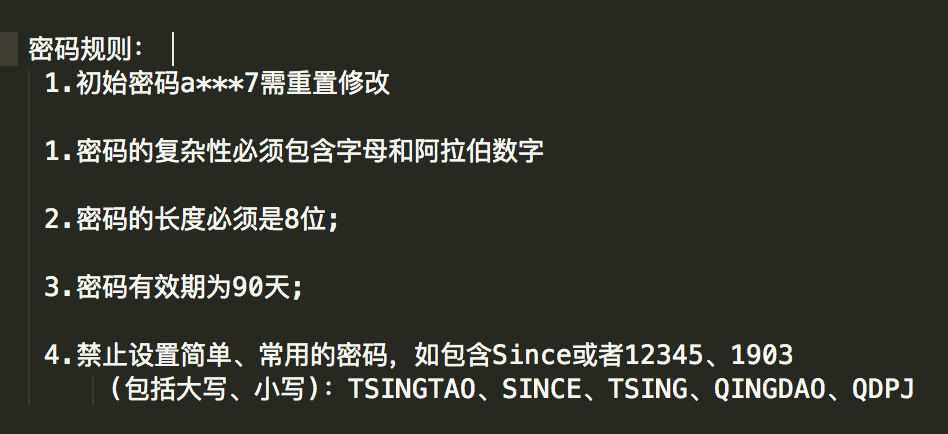 密码规则：
1.初始密码a***7需重置修改
1.密码的复杂性必须包含字母和阿拉伯数字
2.密码的长度必须是8位;
3.密码有效期为90天;
4.禁止设置简单、常用的密码，如包含Since或者12345、1903
(包括大写、小写)：TSINGTAO、SINCE、TSING、QINGDAO、QDPJ